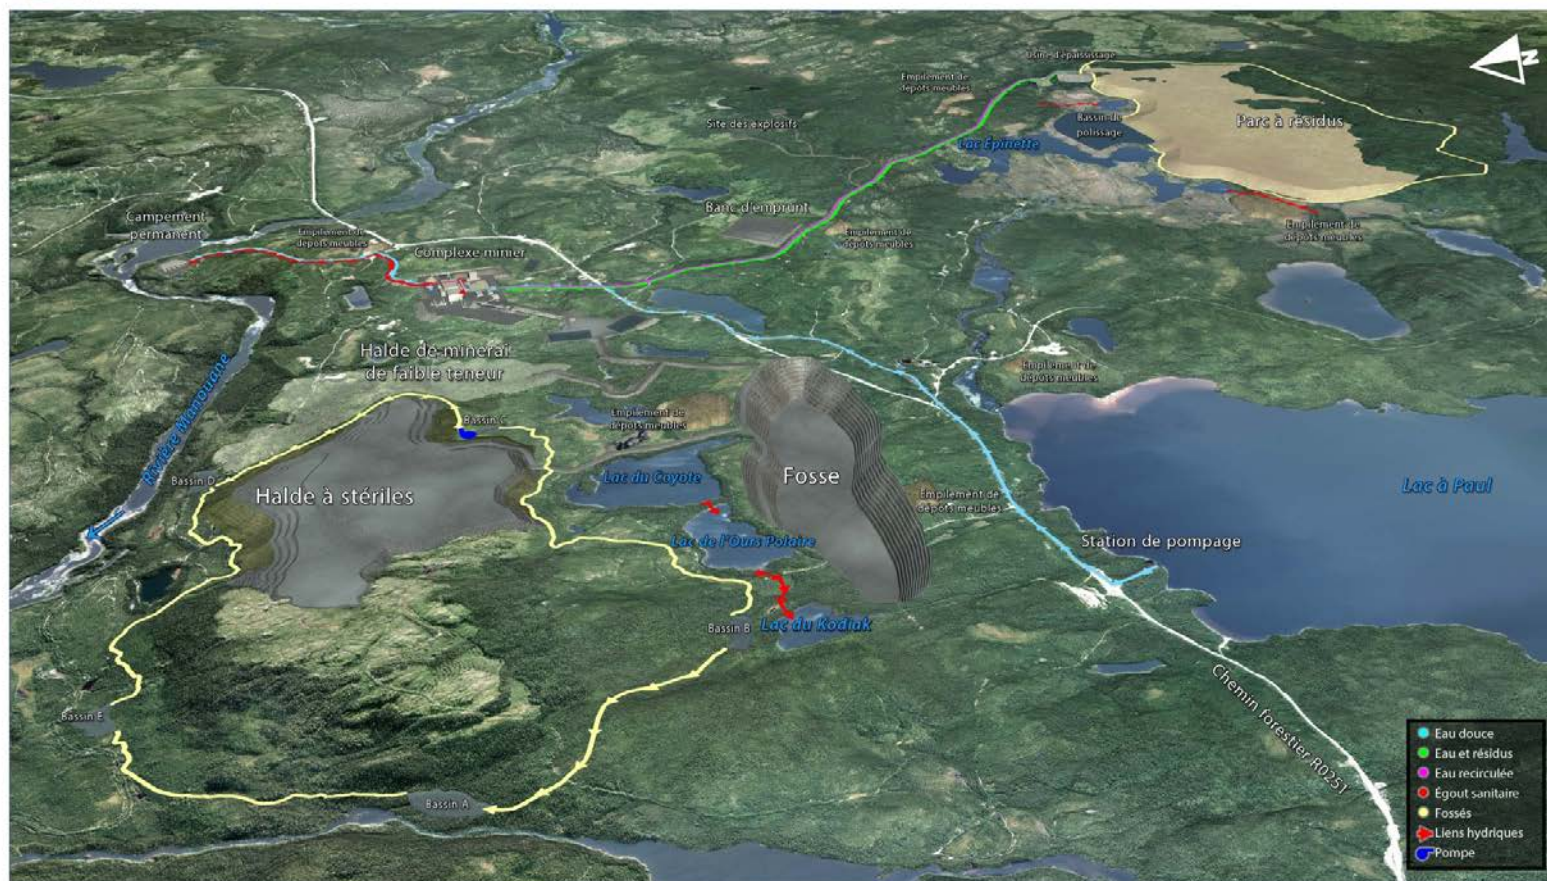 N
Usine d'épaississage
Empilement de
dépôts meubles
Bassin de
polissage
Parc à résidus
Site des explosifs
Lac Épinette
Banc d'emprunt
Empilement de
dépôts meubles
Empilement de
dépôts meubles
Campement
permanent
Empilement de
dépôts meubles
Complexe minier
Rivière Manouane
Halde de minerai
de faible teneur
Empilement de
dépôts meubles
Empilement de
dépôts meubles
Bassin C
Bassin D
Halde à stériles
Lac du Coyote
Fosse
Lac à Paul
Empilement de
dépôts meubles
Lac de l'Ours Polaire
Station de pompage
Bassin B
Lac du Kodiak
Bassin E
Bassin A
Chemin forestier R0251
Eau douce
Eau et résidus
Eau recirculée
Égout sanitaire
Fossés
Liens hydriques
Pompe